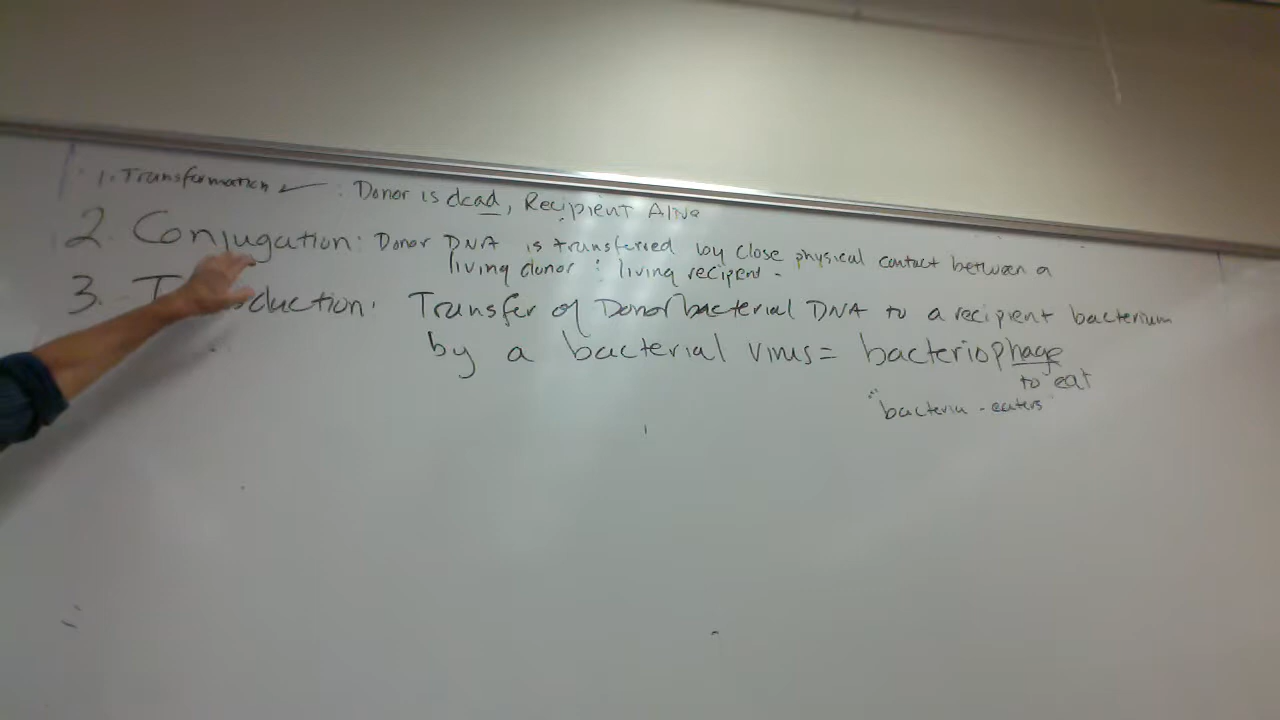 1. Transformation : Donor is dead, Recipient Alive
2. Conjugation: Donor DNA is transferred by close physical contact between a
living donor : living recipient.
3. T duction: Transfer of Donor bacterial DNA to a recipient bacterium
by a bacterial virus = bacteriophage
to eat
"bacteria - eaters"